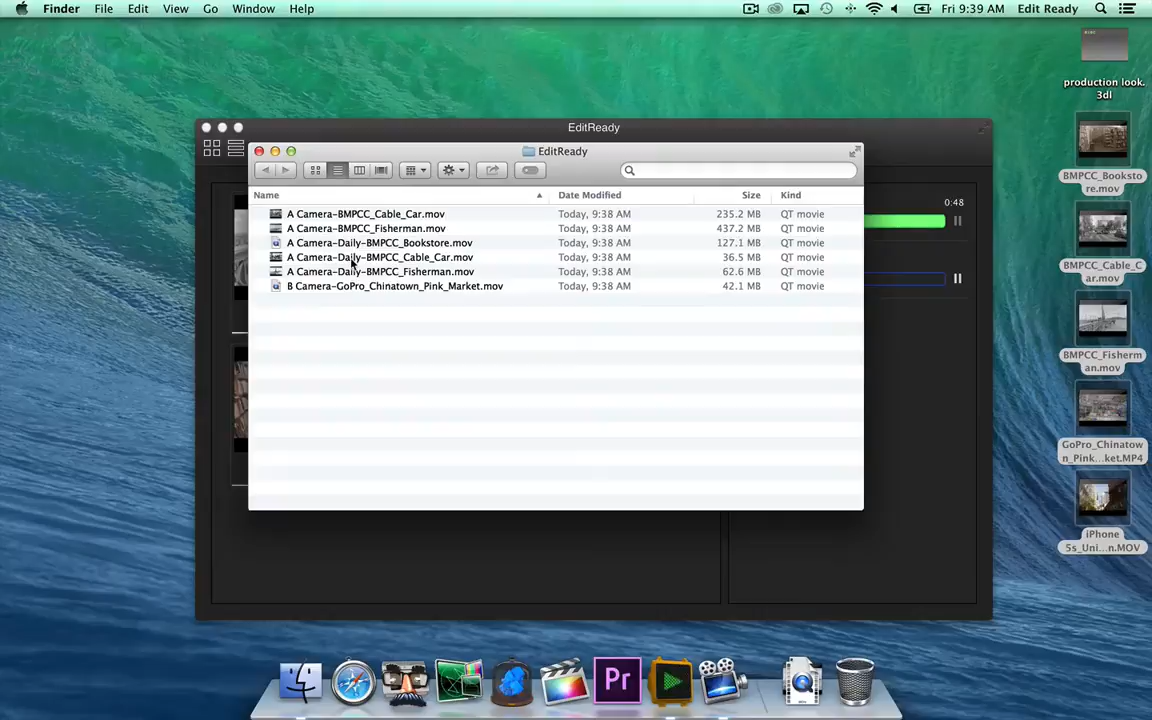 Finder File Edit View Go Window Help
Fri 9:39 AM Edit Ready
production look.
3dl
EditReady
EditReady
BMPCC_Booksto
re.mov
Name Date Modified Size Kind
0:48
A Camera-BMPCC_Cable_Car.mov Today, 9:38 AM 235.2 MB QT movie
A Camera-BMPCC_Fisherman.mov Today, 9:38 AM 437.2 MB QT movie
A Camera-Daily-BMPCC_Bookstore.mov Today, 9:38 AM 127.1 MB QT movie
A Camera-Daily-BMPCC_Cable_Car.mov Today, 9:38 AM 36.5 MB QT movie
A Camera-Daily-BMPCC_Fisherman.mov Today, 9:38 AM 62.6 MB QT movie
B Camera-GoPro_Chinatown_Pink_Market.mov Today, 9:38 AM 42.1 MB QT movie
BMPCC_Cable_C
ar.mov
BMPCC_Fisherm
an.mov
GoPro_Chinatow
n_Pink...ket.MP4
iPhone
5s_Uni...n.MOV
Pr